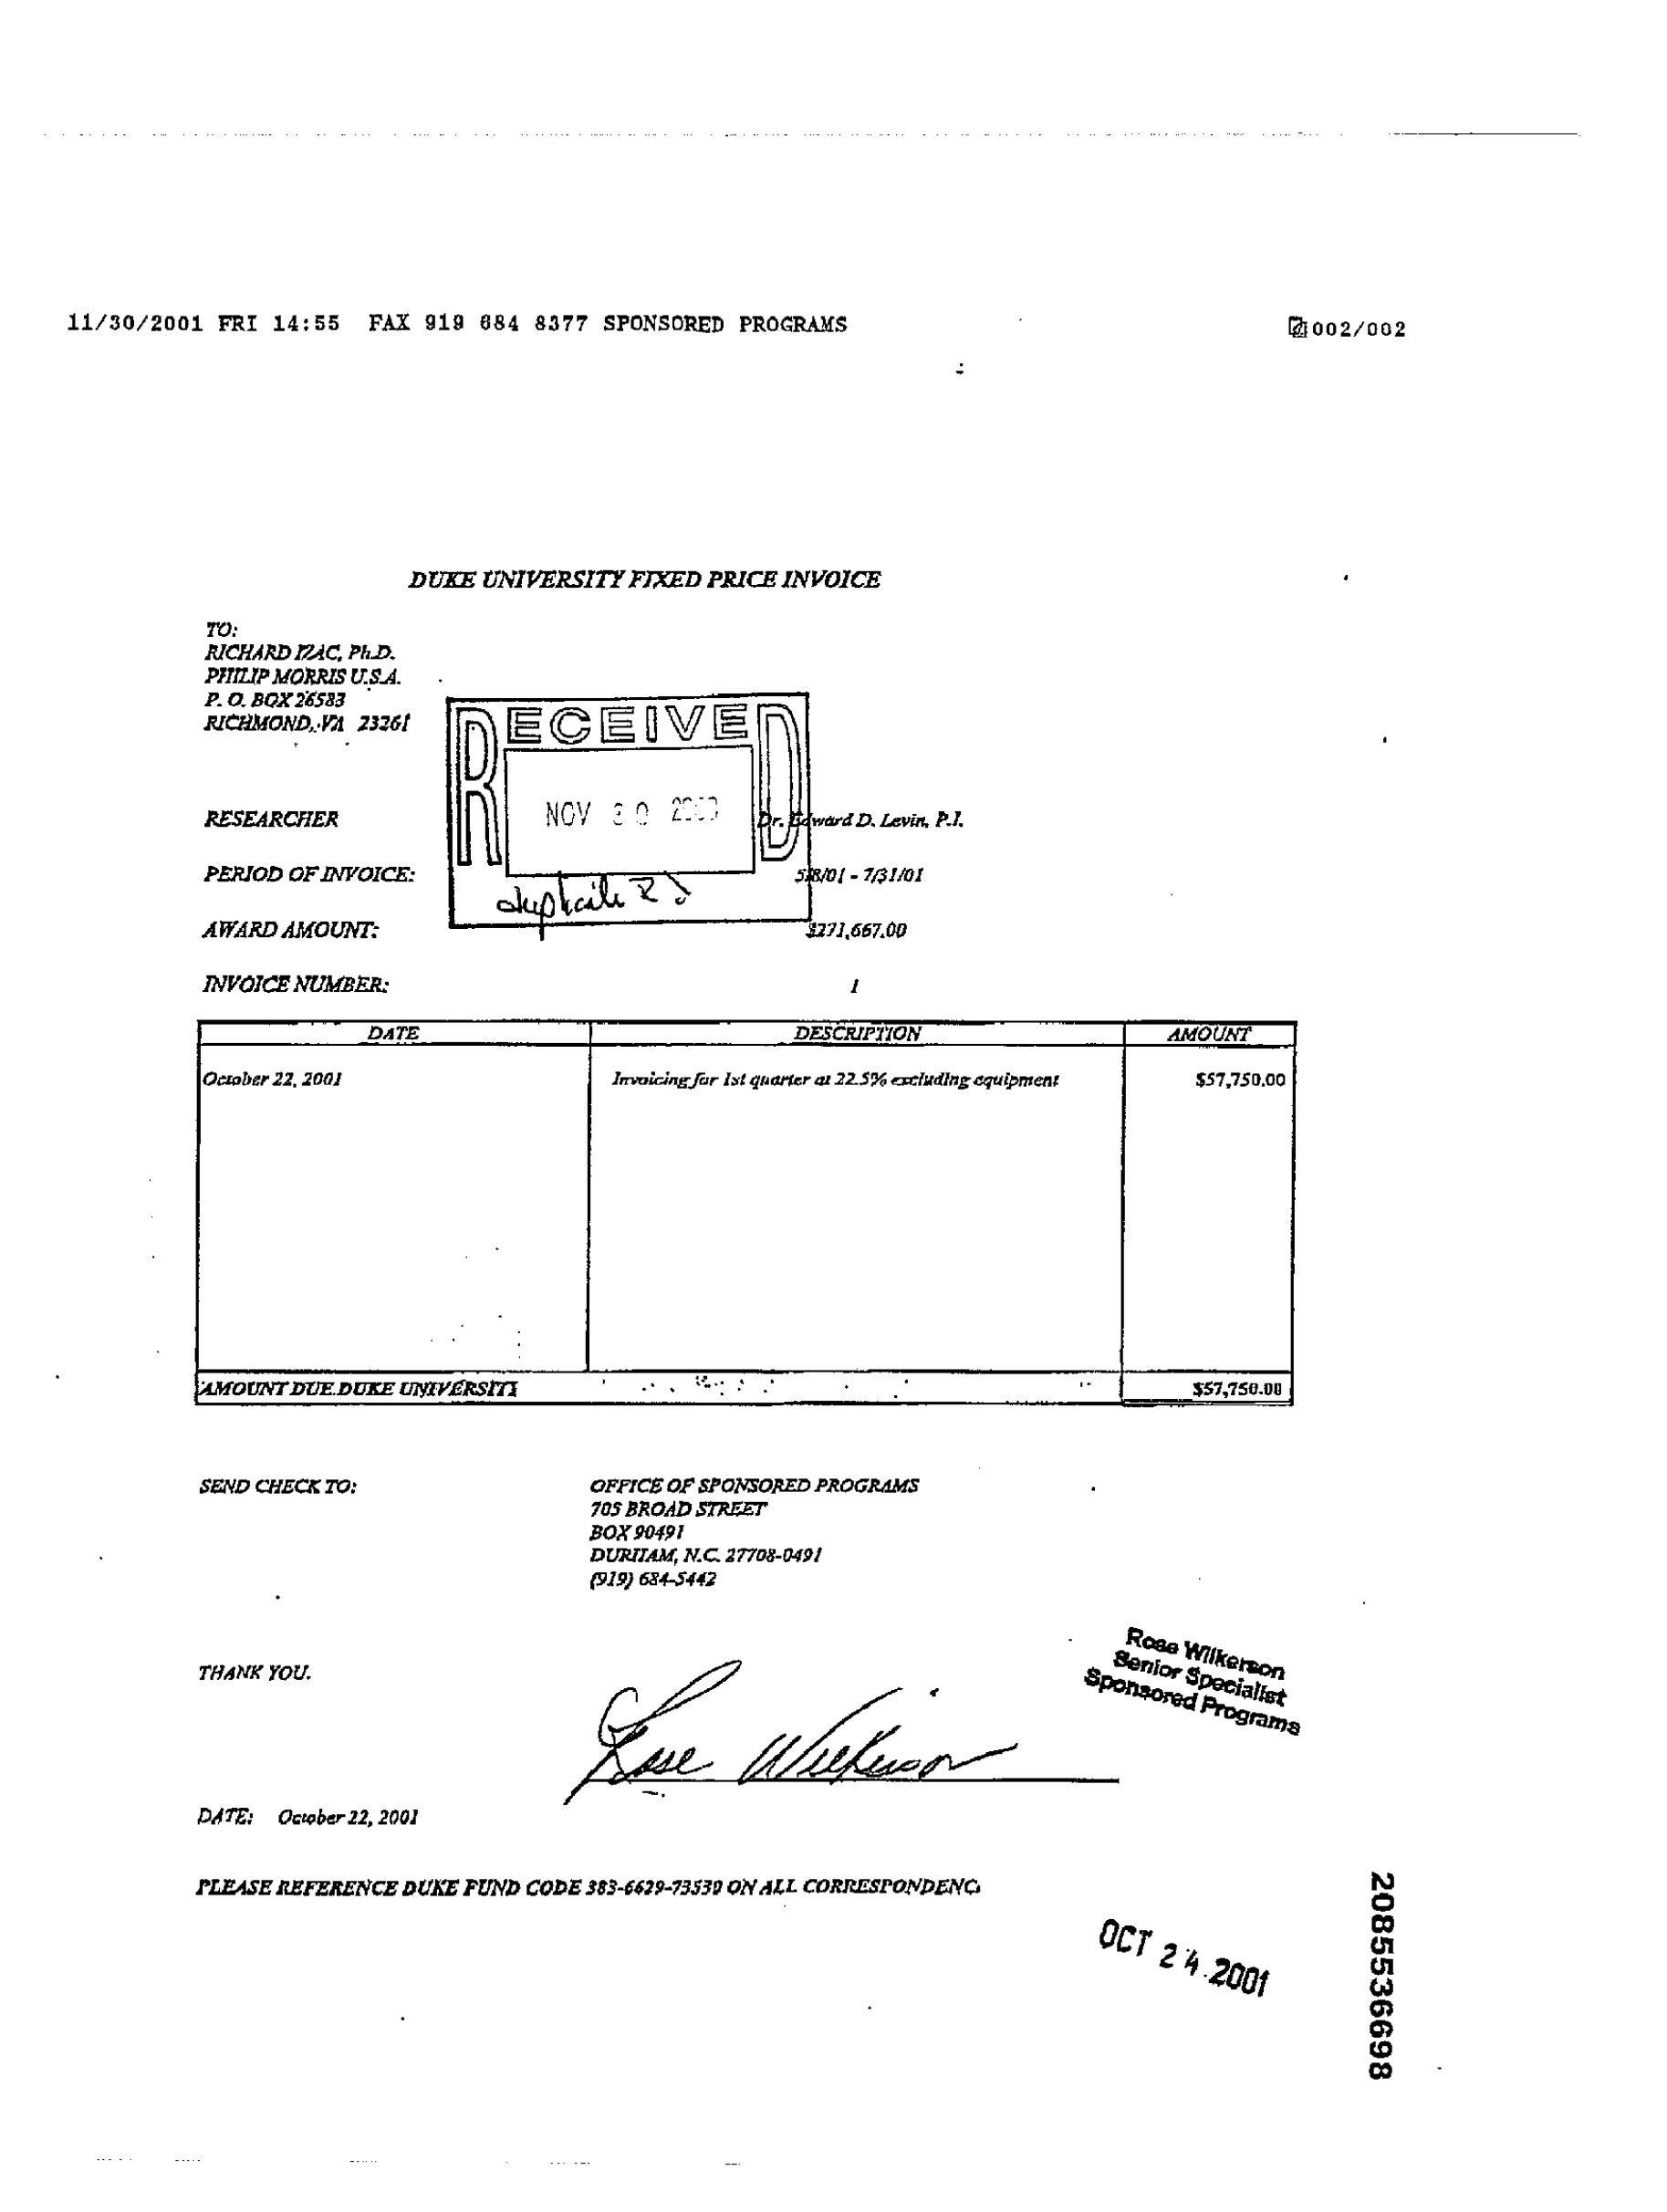 11/30/2001 FRI 14:55 FAX 919 684 8377 SPONSORED PROGRAMS
002/002
DUKE UNIVERSITY FIXED PRICE INVOICE
TO:
RICHARD IZAC, Ph.D.
PHILIP MORRIS U.S.A.
P. O. BOX 26583
RICHMOND, VA 23261
RECEIVED
NOV 30
RESEARCHER
Dr. Edward D. Levin, P.I.
PERIOD OF INVOICE:
5/8/01 - 7/31/01
duplicate
AWARD AMOUNT:
$271,667.00
INVOICE NUMBER:
1
DATE DESCRIPTION AMOUNT
October 22, 2001 Invoicing for 1st quarter at 22.5% excluding equipment $57,750.00
AMOUNT DUE DUKE UNIVERSITY $57,750.00
SEND CHECK TO:
OFFICE OF SPONSORED PROGRAMS
705 BROAD STREET
BOX 90491
DURHAM, N.C. 27708-0491
(919) 684-5442
Rose Wilkerson
Senior Specialist
Sponsored Programs
THANK YOU.
Rose Wilkerson
DATE: October 22, 2001
PLEASE REFERENCE DUKE FUND CODE 383-6629-73539 ON ALL CORRESPONDENC
OCT 24 2001
2085536698